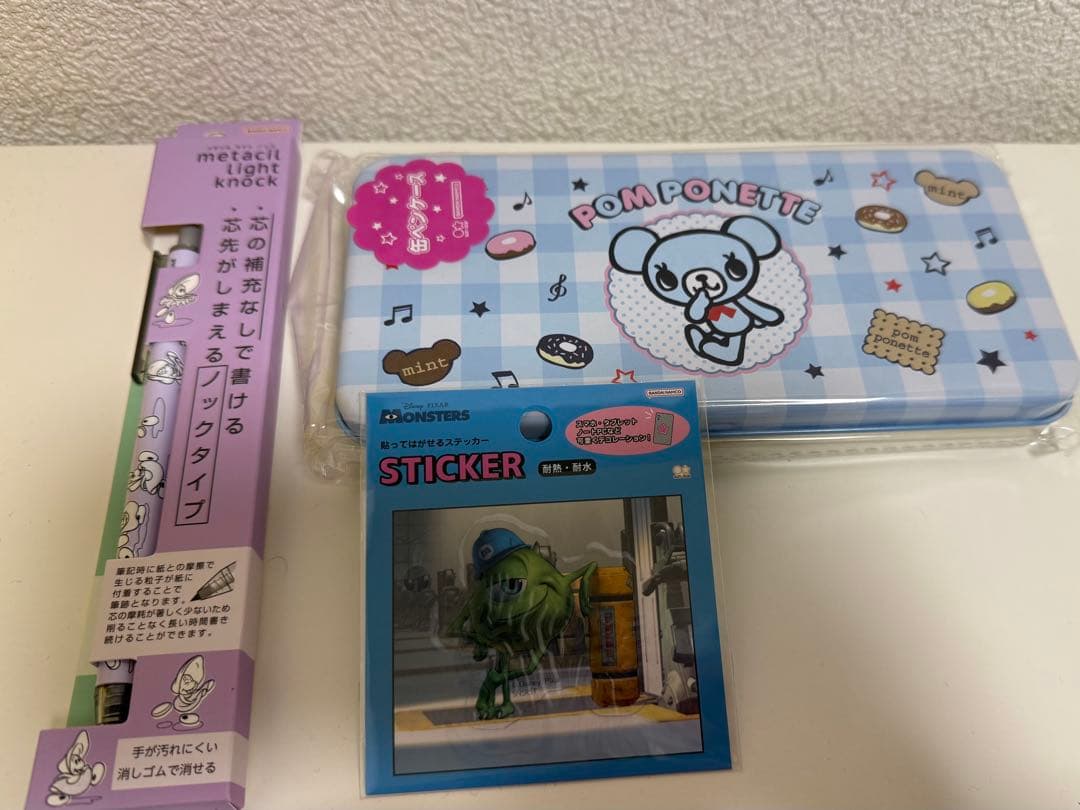 metacil
light
knock
・芯の補充なしで書ける
・芯先がしまえるノックタイプ
筆記時に紙との摩擦で
生じる粒子が紙に
付着することで
筆跡となります。
芯の摩耗が著しく少ないため
削ることなく長い時間書き
続けることができます。
手が汚れにくい
消しゴムで消せる
缶ペンケース
POM PONETTE
mint
mint
pom
ponette
Disney PIXAR
MONSTERS
BANDAI NAMCO
貼ってはがせるステッカー
STICKER
耐熱・耐水
スマホ・タブレット
ノートPCなど
可愛くデコレーション!